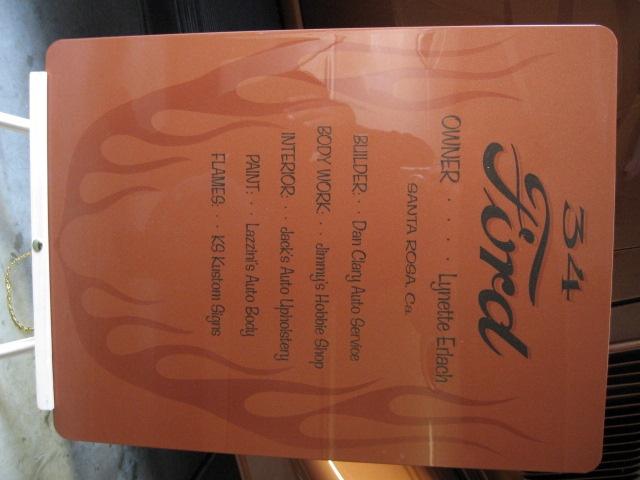 34
Ford
OWNER · · · · Lynette Erlach
SANTA ROSA, Ca.
BUILDER: · · Dan Clary Auto Service
BODY WORK: · · Jimmy's Hobbie Shop
INTERIOR: · · Jack's Auto Upholstery
PAINT: · · Lazzini's Auto Body
FLAMES: · · KS Kustom Signs